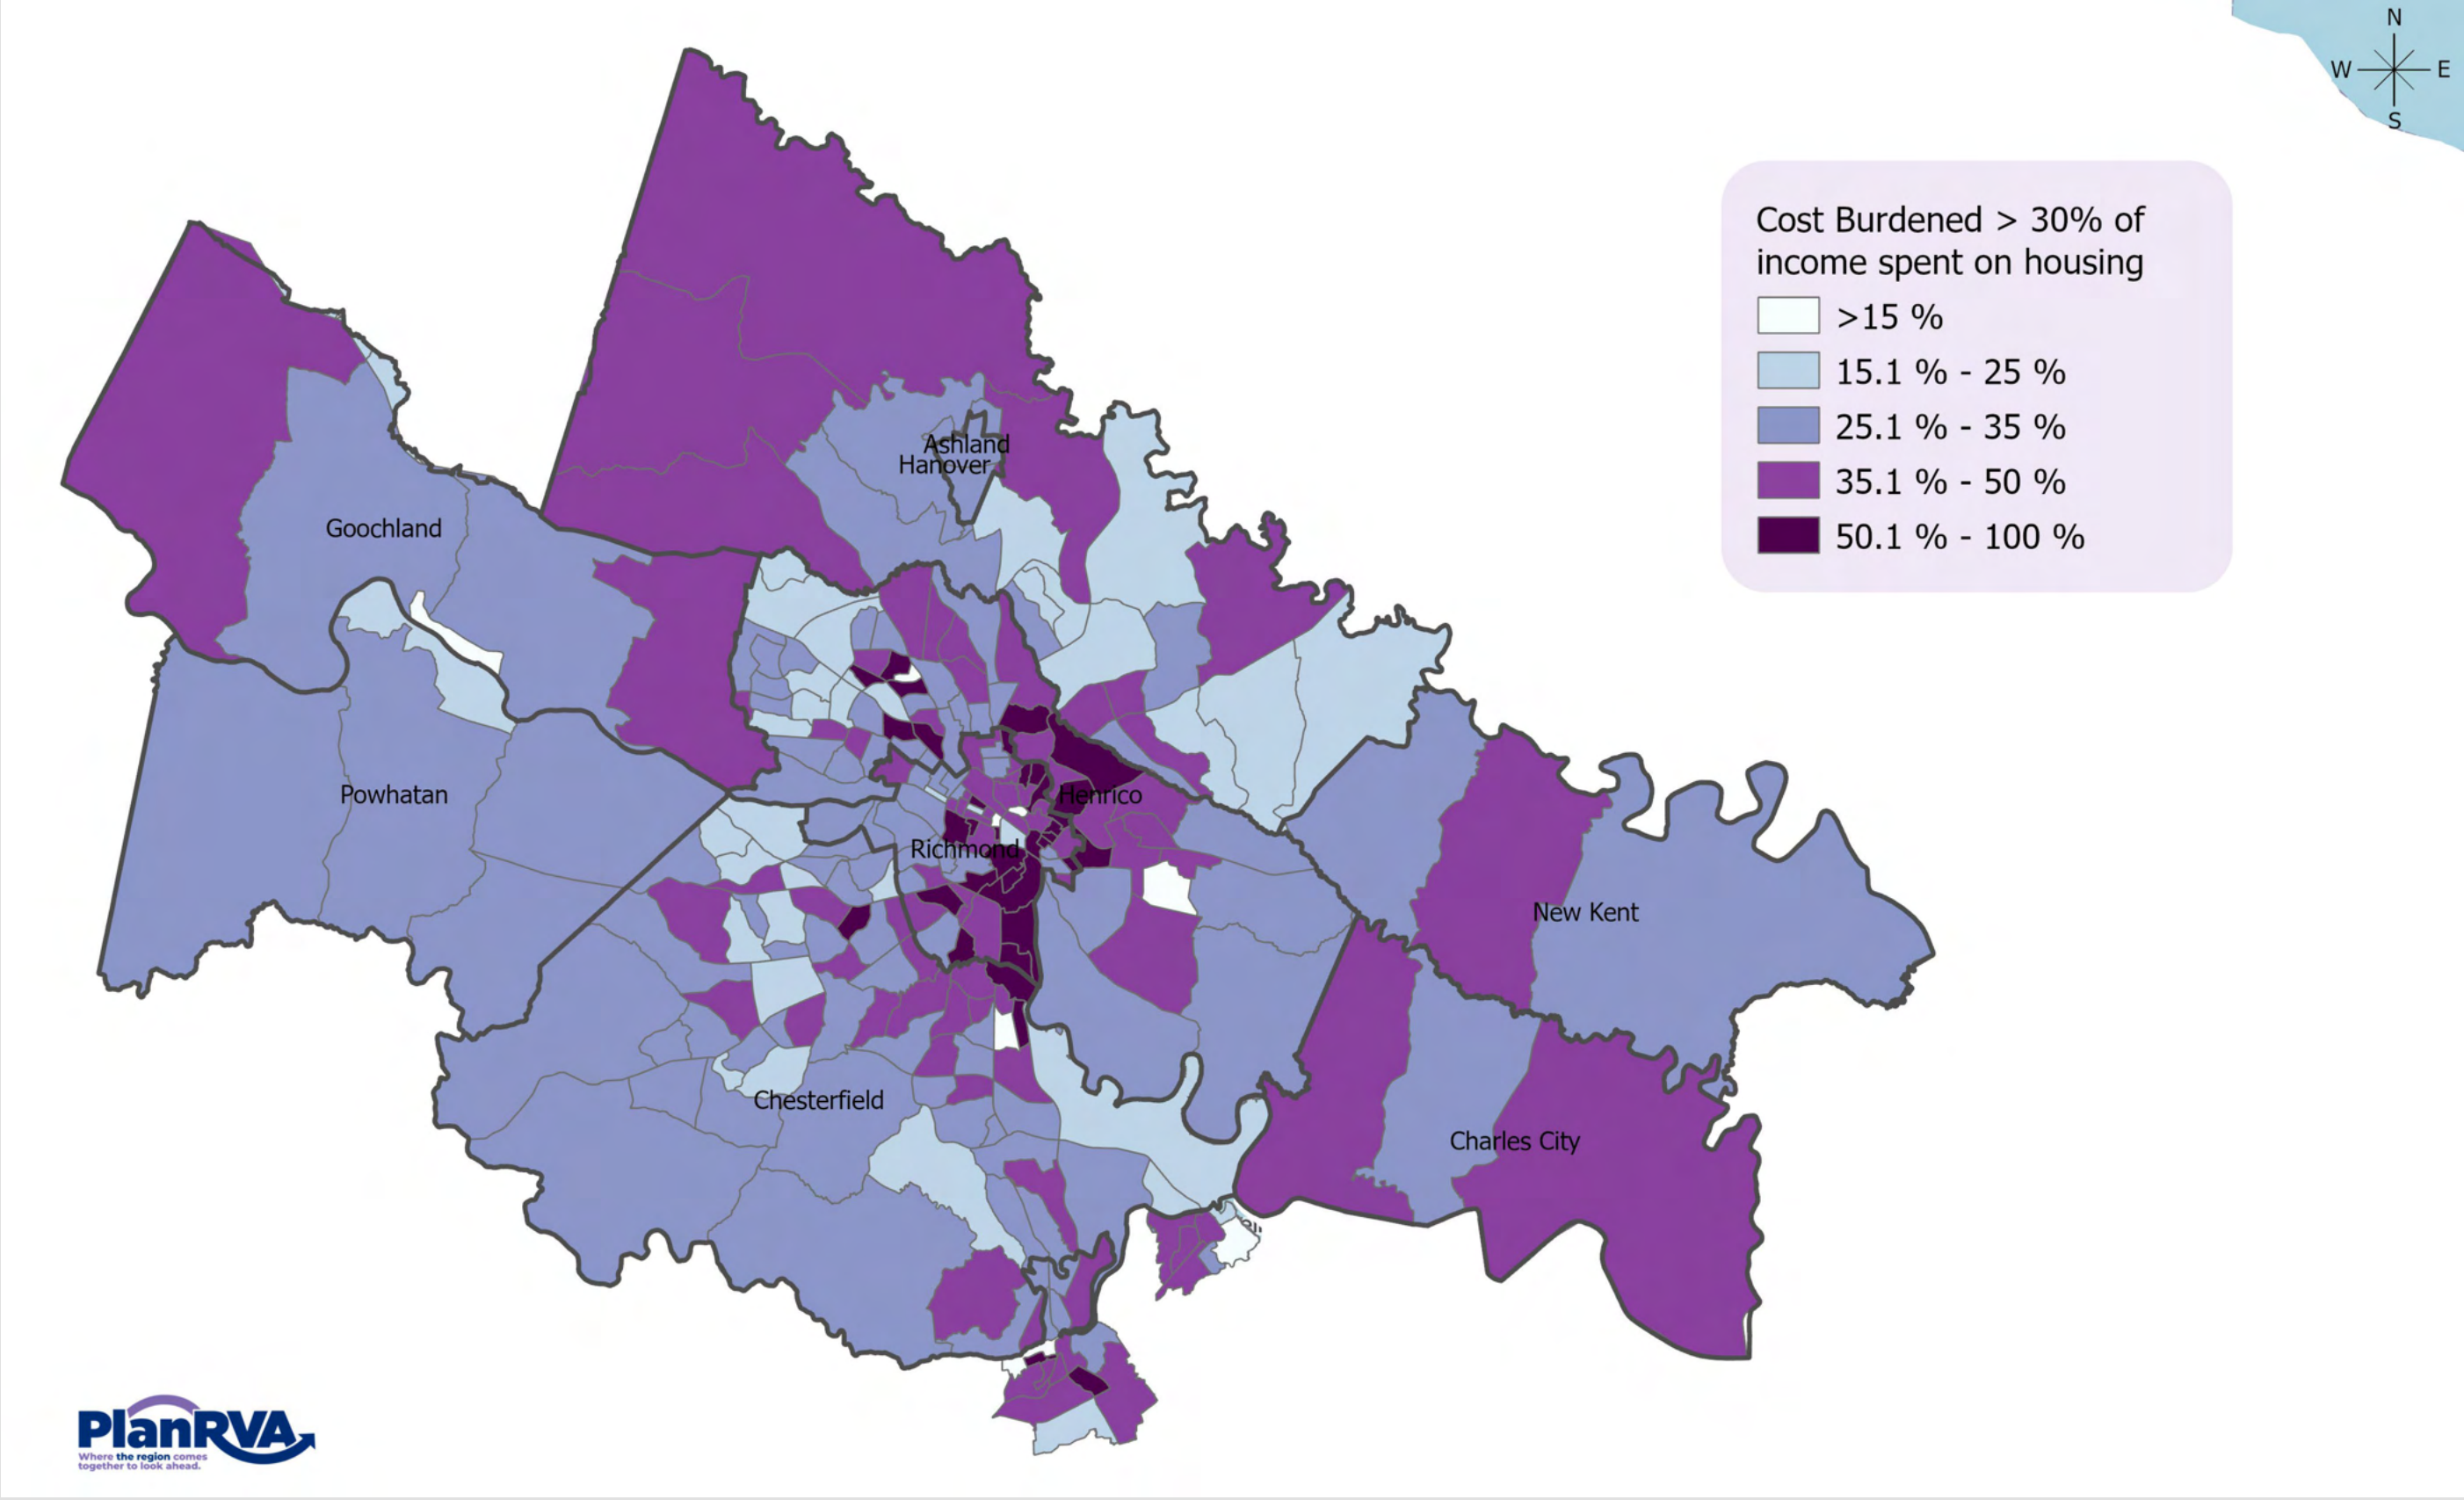 N
W E
S
Cost Burdened > 30% of
income spent on housing
>15 %
15.1 % - 25 %
25.1 % - 35 %
35.1 % - 50 %
50.1 % - 100 %
Ashland
Hanover
Goochland
Powhatan
Henrico
Richmond
New Kent
Chesterfield
Charles City
PlanRVA
Where the region comes
together to look ahead.